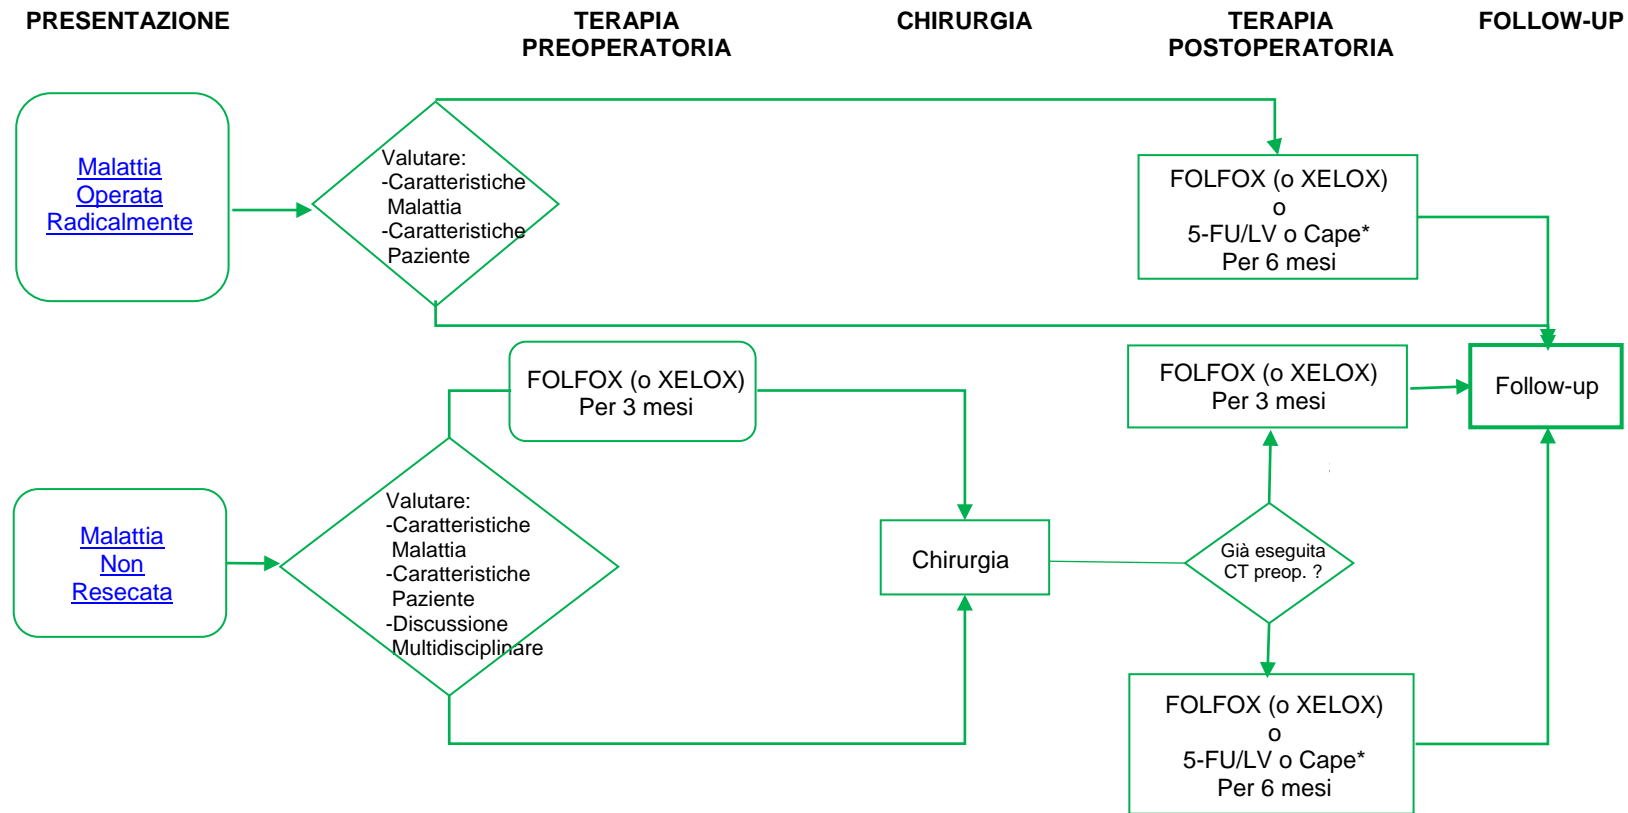 PRESENTAZIONE
TERAPIA
PREOPERATORIA
CHIRURGIA
TERAPIA
POSTOPERATORIA
FOLLOW-UP
Malattia
Operata
Radicalmente
Valutare:
-Caratteristiche
Malattia
-Caratteristiche
Paziente
FOLFOX (o XELOX)
o
5-FU/LV o Cape*
Per 6 mesi
FOLFOX (o XELOX)
Per 3 mesi
FOLFOX (o XELOX)
Per 3 mesi
Follow-up
Malattia
Non
Resecata
Valutare:
-Caratteristiche
Malattia
-Caratteristiche
Paziente
-Discussione
Multidisciplinare
Chirurgia
Già eseguita
CT preop. ?
FOLFOX (o XELOX)
o
5-FU/LV o Cape*
Per 6 mesi